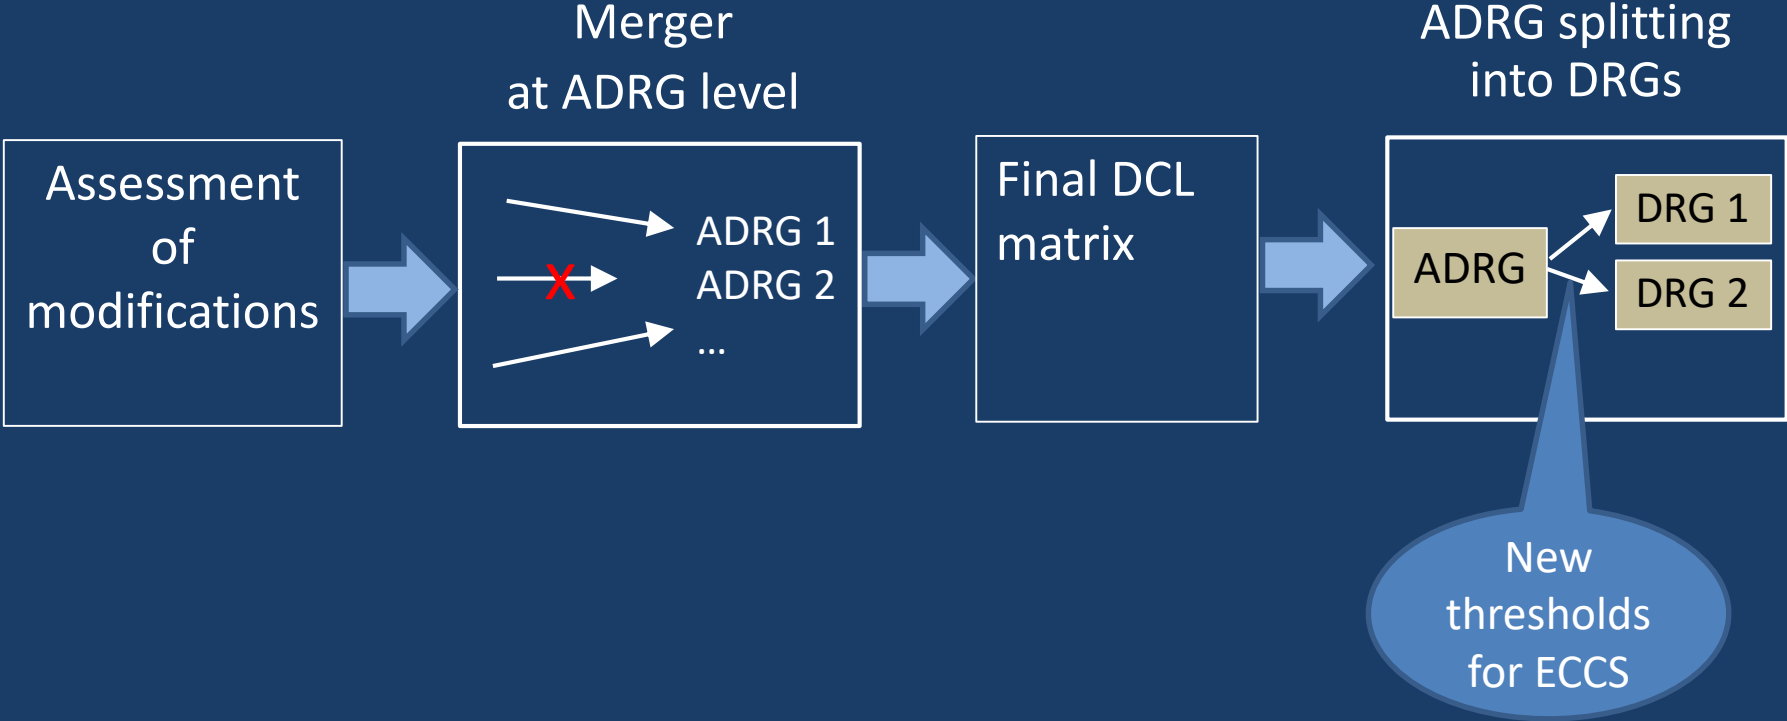 Merger
at ADRG level
ADRG splitting
into DRGs
Assessment
of
modifications
ADRG 1
X
ADRG 2
...
Final DCL
matrix
ADRG
DRG 1
DRG 2
New
thresholds
for ECCS